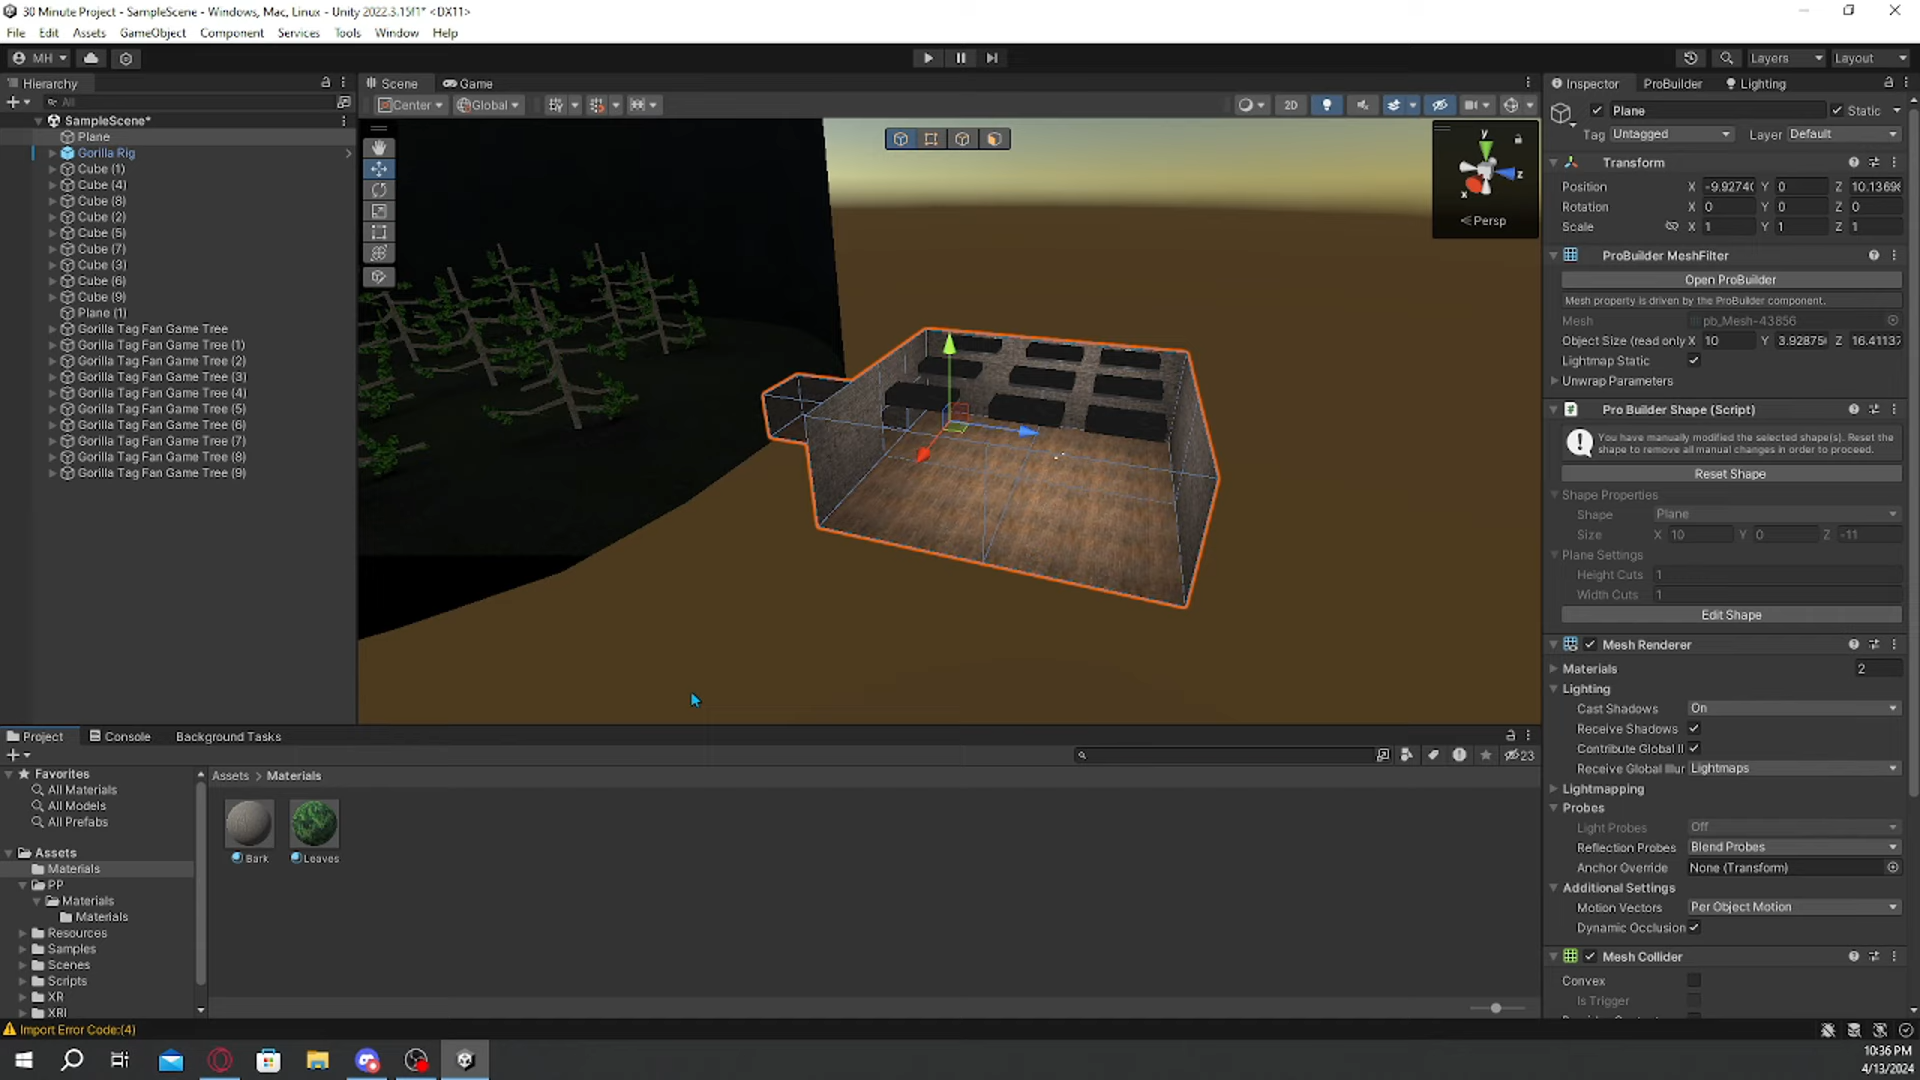 30 Minute Project - SampleScene - Windows, Mac, Linux - Unity 2022.3.15f1* <DX11>
File Edit Assets GameObject Component Services Tools Window Help
MH
Layers Layout
Hierarchy
Scene Game
Inspector ProBuilder Lighting
All
Center Global
2D
SampleScene*
Plane
Gorilla Rig
Cube (1)
Cube (4)
Cube (8)
Cube (2)
Cube (5)
Cube (7)
Cube (3)
Cube (6)
Cube (9)
Plane (1)
Gorilla Tag Fan Game Tree
Gorilla Tag Fan Game Tree (1)
Gorilla Tag Fan Game Tree (2)
Gorilla Tag Fan Game Tree (3)
Gorilla Tag Fan Game Tree (4)
Gorilla Tag Fan Game Tree (5)
Gorilla Tag Fan Game Tree (6)
Gorilla Tag Fan Game Tree (7)
Gorilla Tag Fan Game Tree (8)
Gorilla Tag Fan Game Tree (9)
y
z
x
Persp
Plane Static
Tag Untagged Layer Default
Transform
Position X -9.9274( Y 0 Z 10.1369
Rotation X 0 Y 0 Z 0
Scale X 1 Y 1 Z 1
ProBuilder MeshFilter
Open ProBuilder
Mesh property is driven by the ProBuilder component.
Mesh pb_Mesh-43856
Object Size (read only X 10 Y 3.92875 Z 16.4113
Lightmap Static
Unwrap Parameters
Pro Builder Shape (Script)
You have manually modified the selected shape(s). Reset the
shape to remove all manual changes in order to proceed.
Reset Shape
Shape Properties
Shape Plane
Size X 10 Y 0 Z -11
Plane Settings
Height Cuts 1
Width Cuts 1
Edit Shape
Mesh Renderer
Materials 2
Lighting
Cast Shadows On
Receive Shadows
Contribute Global Il
Receive Global Illur Lightmaps
Lightmapping
Probes
Light Probes Off
Reflection Probes Blend Probes
Anchor Override None (Transform)
Additional Settings
Motion Vectors Per Object Motion
Dynamic Occlusion
Mesh Collider
Convex
Is Trigger
Project Console Background Tasks
23
Favorites
All Materials
All Models
All Prefabs
Assets
Materials
PP
Materials
Materials
Resources
Samples
Scenes
Scripts
XR
XRI
Assets > Materials
Bark Leaves
Import Error Code:(4)
10:36 PM
4/13/2024